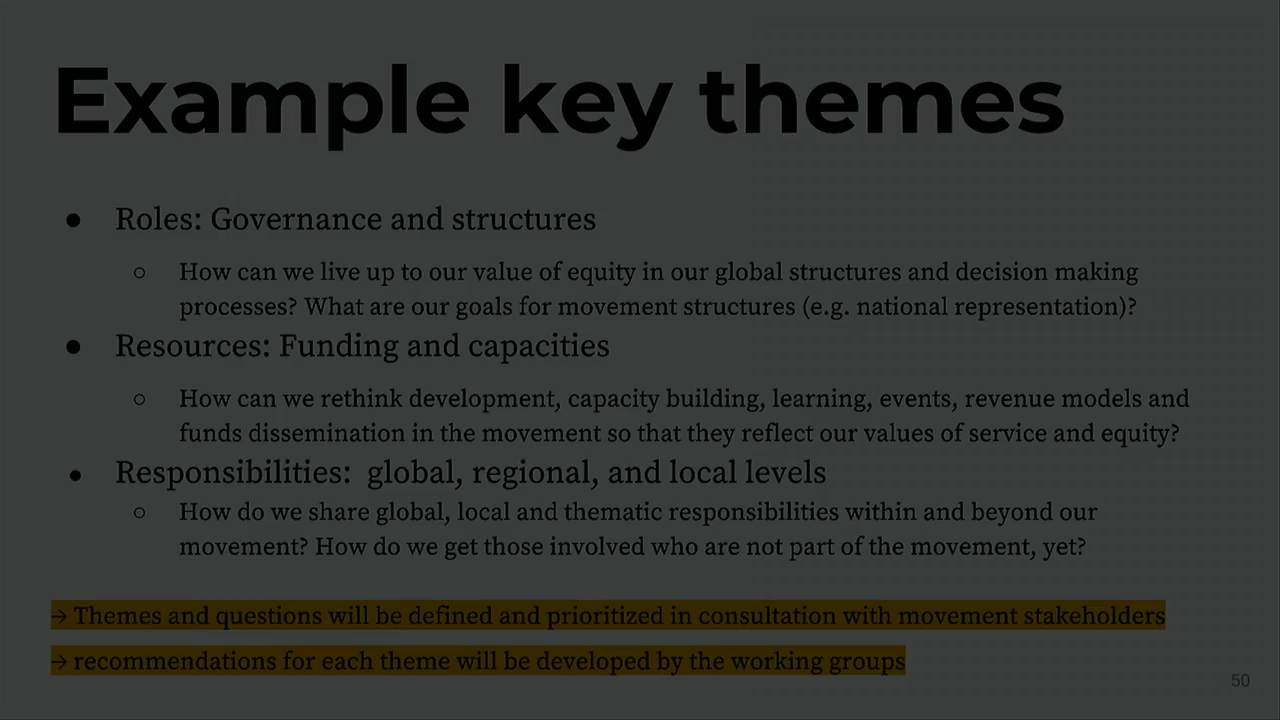 Example key themes
● Roles: Governance and structures
○ How can we live up to our value of equity in our global structures and decision making
processes? What are our goals for movement structures (e.g. national representation)?
● Resources: Funding and capacities
○ How can we rethink development, capacity building, learning, events, revenue models and
funds dissemination in the movement so that they reflect our values of service and equity?
● Responsibilities:  global, regional, and local levels
○ How do we share global, local and thematic responsibilities within and beyond our
movement? How do we get those involved who are not part of the movement, yet?
→ Themes and questions will be defined and prioritized in consultation with movement stakeholders
→ recommendations for each theme will be developed by the working groups
50